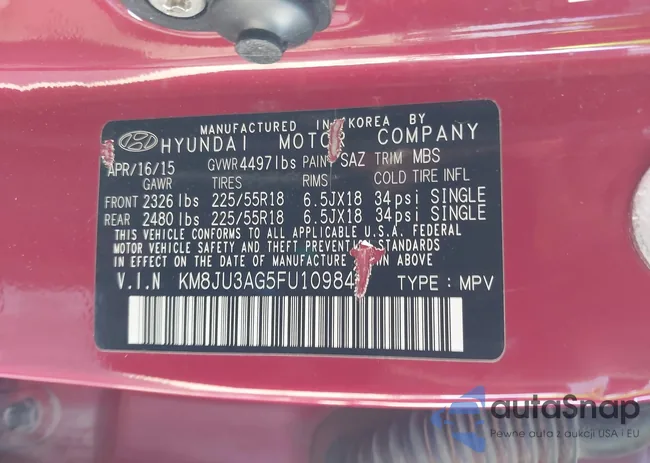 MANUFACTURED IN KOREA BY
HYUNDAI MOTOR COMPANY
APR/16/15 GVWR 4497lbs PAINT SAZ TRIM MBS
GAWR TIRES RIMS COLD TIRE INFL
FRONT 2326 lbs 225/55R18 6.5JX18 34psi SINGLE
REAR 2480 lbs 225/55R18 6.5JX18 34psi SINGLE
THIS VEHICLE CONFORMS TO ALL APPLICABLE U.S.A. FEDERAL
MOTOR VEHICLE SAFETY AND THEFT PREVENTION STANDARDS
IN EFFECT ON THE DATE OF MANUFACTURE SHOWN ABOVE
V.I.N KM8JU3AG5FU10984 TYPE : MPV
autoSnap
Pewne auta z aukcji USA i EU